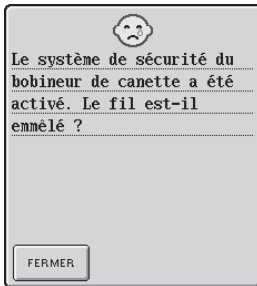 Le système de sécurité du
bobineur de canette a été
activé. Le fil est-il
emmêlé ?
FERMER